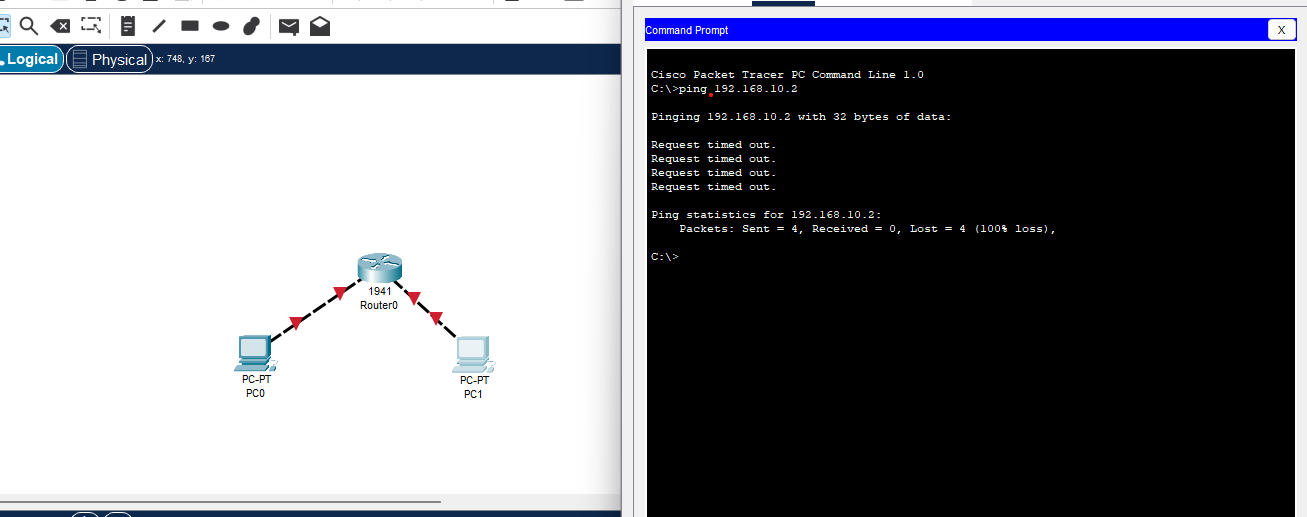 Logical
Physical
x: 748, y: 167
1941
Router0
PC-PT
PC0
PC-PT
PC1
Command Prompt
X
Cisco Packet Tracer PC Command Line 1.0
C:\>ping 192.168.10.2
Pinging 192.168.10.2 with 32 bytes of data:
Request timed out.
Request timed out.
Request timed out.
Request timed out.
Ping statistics for 192.168.10.2:
Packets: Sent = 4, Received = 0, Lost = 4 (100% loss),
C:\>